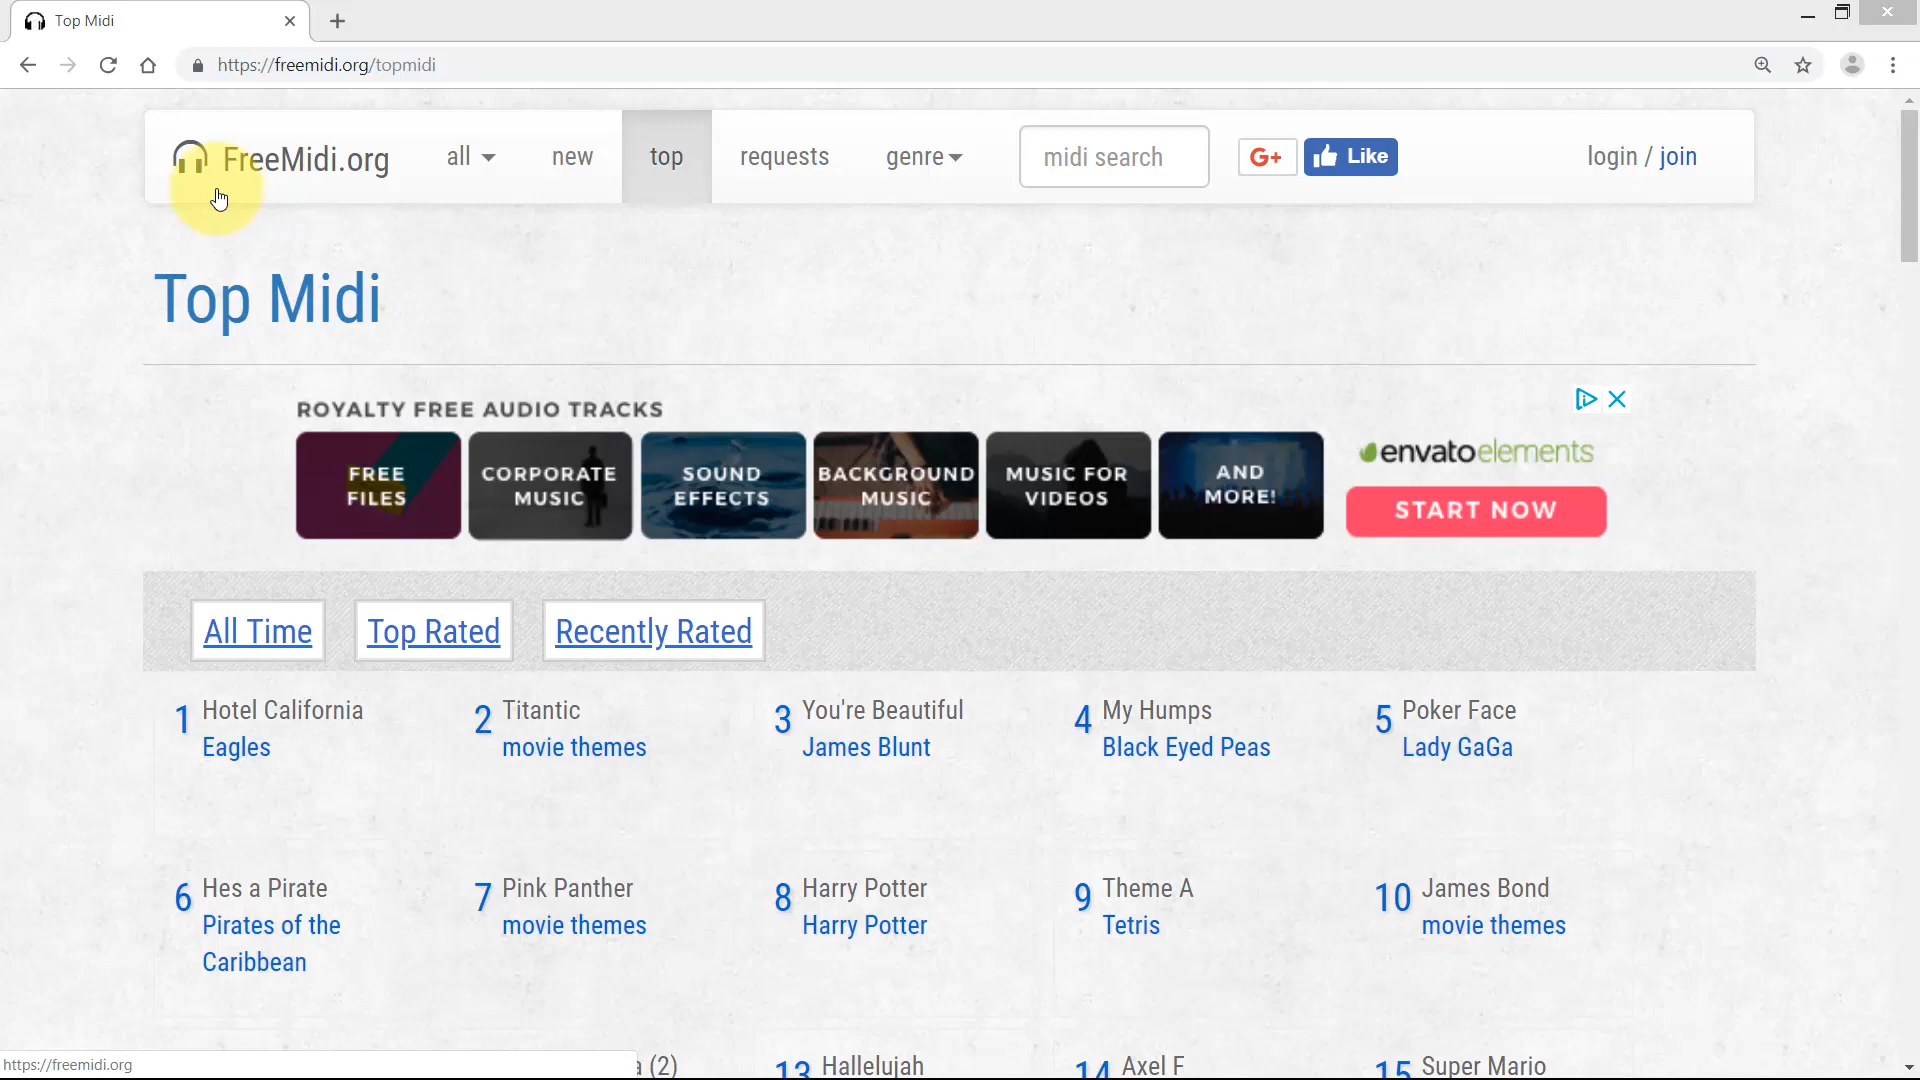 Top Midi
https://freemidi.org/topmidi
FreeMidi.org
all
new
top
requests
genre
midi search
G+
Like
login / join
Top Midi
ROYALTY FREE AUDIO TRACKS
FREE
FILES
CORPORATE
MUSIC
SOUND
EFFECTS
BACKGROUND
MUSIC
MUSIC FOR
VIDEOS
AND
MORE!
envatoelements
START NOW
All Time
Top Rated
Recently Rated
1 Hotel California
Eagles
2 Titantic
movie themes
3 You're Beautiful
James Blunt
4 My Humps
Black Eyed Peas
5 Poker Face
Lady GaGa
6 Hes a Pirate
Pirates of the
Caribbean
7 Pink Panther
movie themes
8 Harry Potter
Harry Potter
9 Theme A
Tetris
10 James Bond
movie themes
(2)
13 Hallelujah
14 Axel F
15 Super Mario
https://freemidi.org